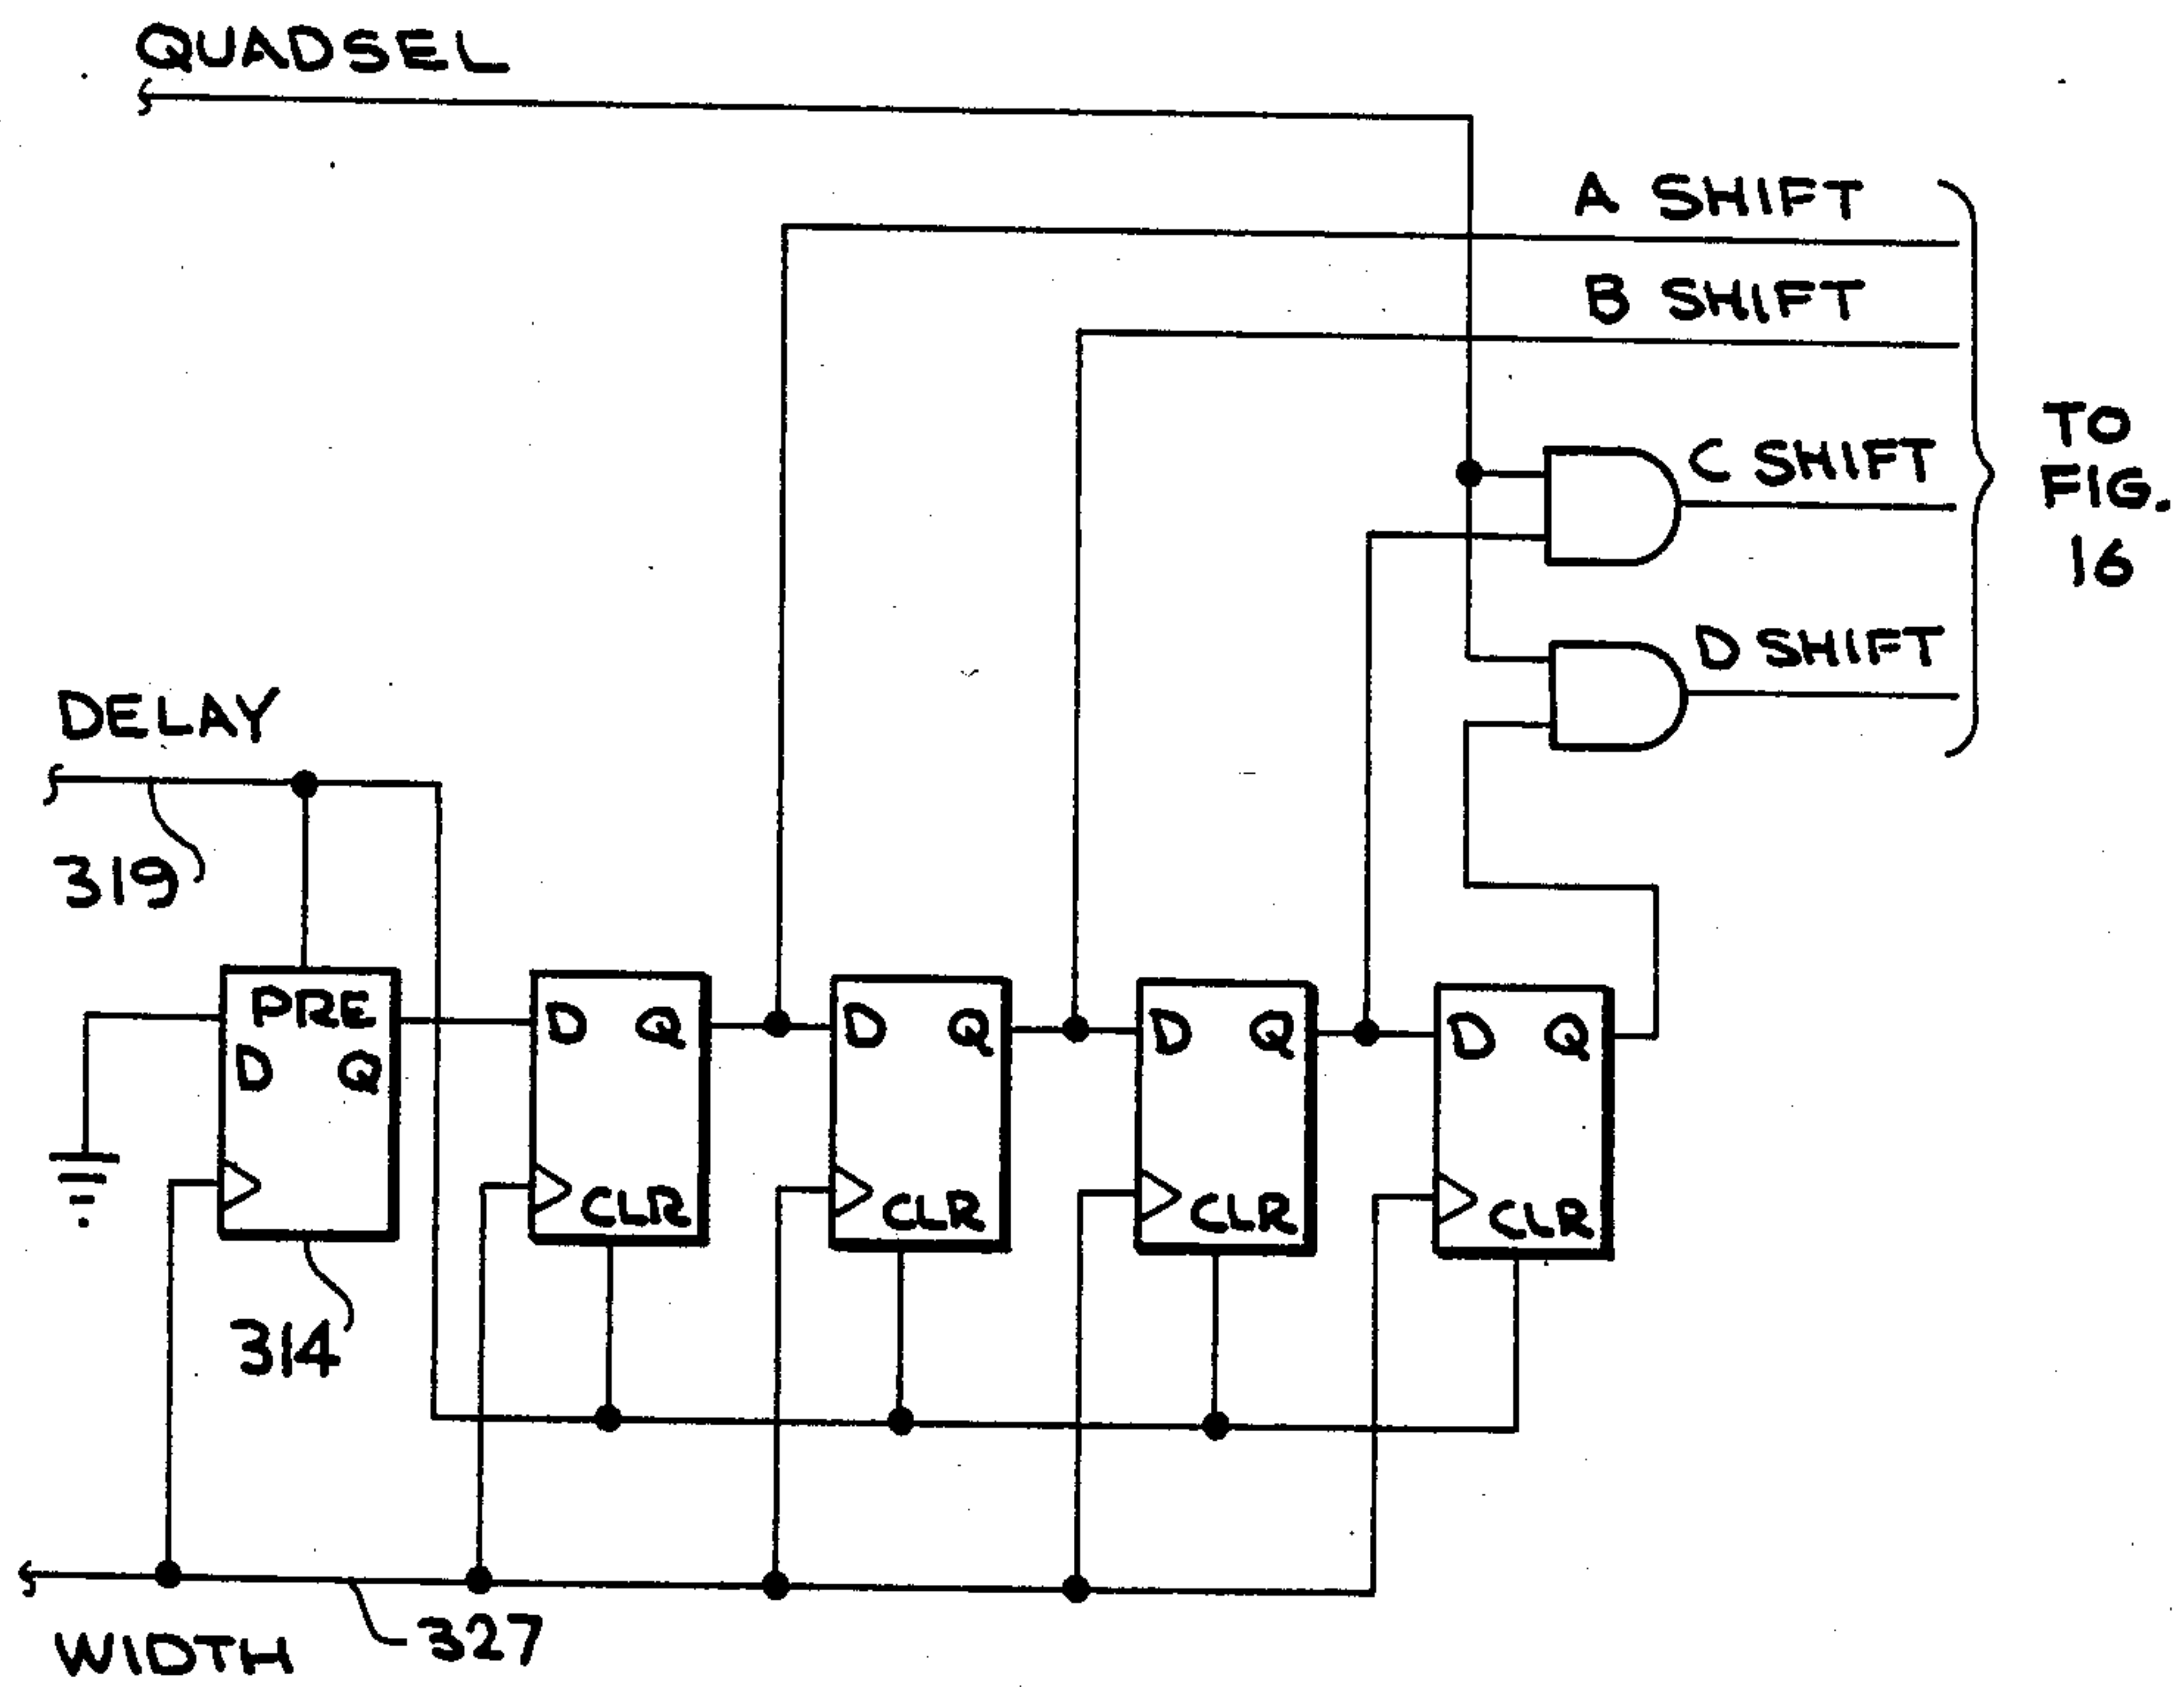 QUADSEL
A SHIFT
B SHIFT
C SHIFT
TO
FIG.
16
D SHIFT
DELAY
319
PRE
D Q
D Q
D Q
D Q
D Q
CLR
CLR
CLR
CLR
314
327
WIDTH